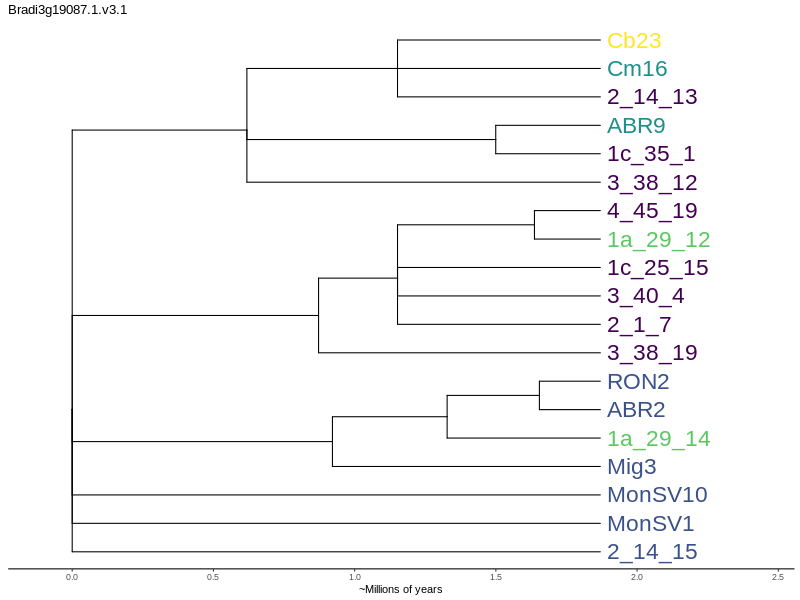 Bradi3g19087.1.v3.1
Cb23
Cm16
2_14_13
ABR9
1c_35_1
3_38_12
4_45_19
1a_29_12
1c_25_15
3_40_4
2_1_7
3_38_19
RON2
ABR2
1a_29_14
Mig3
MonSV10
MonSV1
2_14_15
0.0 0.5 1.0 1.5 2.0 2.5
~Millions of years